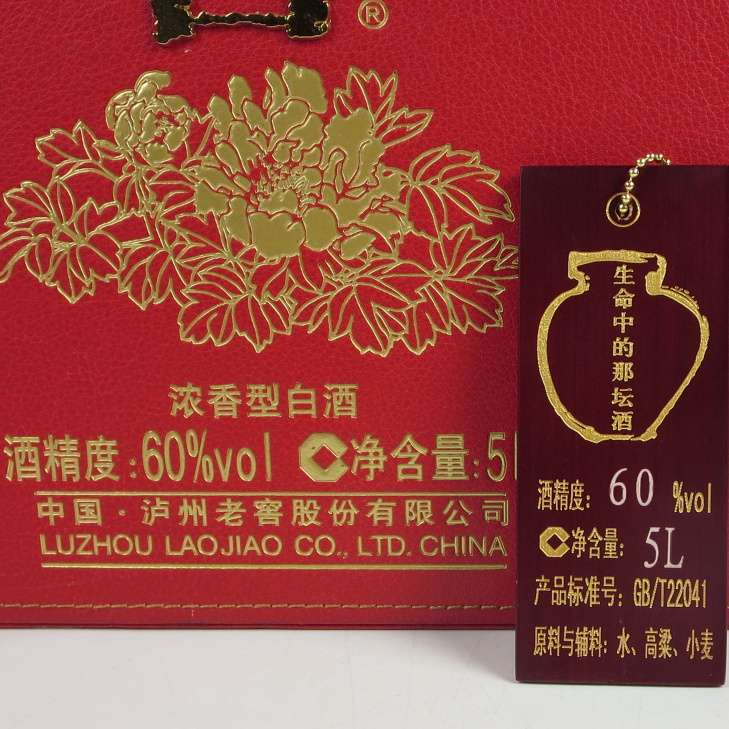 ®
浓香型白酒
酒精度:60%vol 净含量:5L
中国·泸州老窖股份有限公司
LUZHOU LAOJIAO CO., LTD. CHINA
生命中的那坛酒
酒精度: 60 %vol
净含量: 5L
产品标准号: GB/T22041
原料与辅料: 水、高粱、小麦